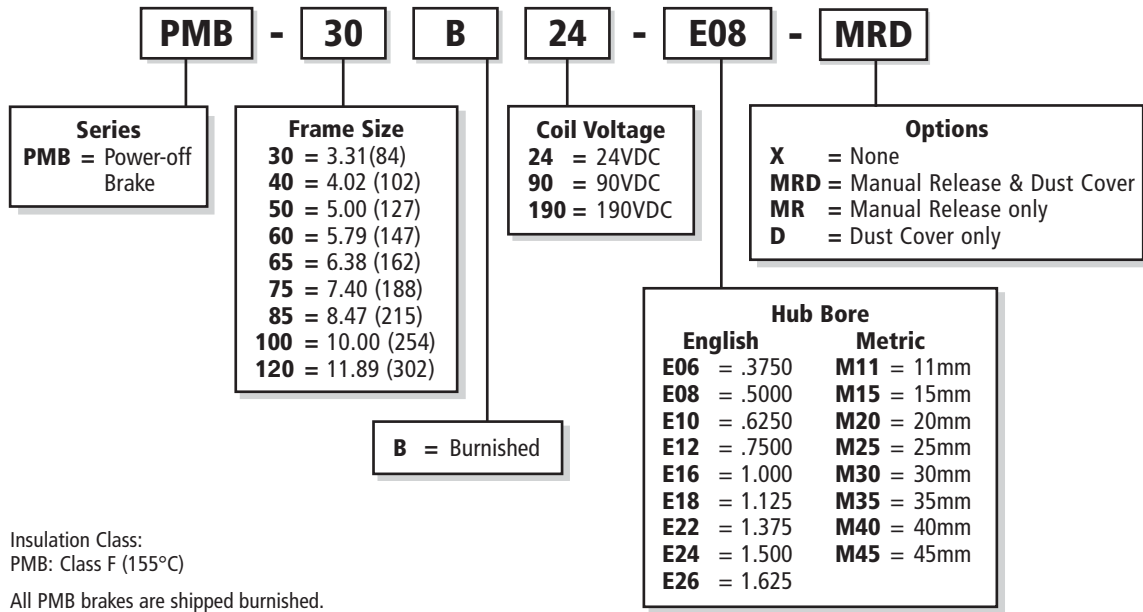 PMB - 30 B 24 - E08 - MRD
Series
PMB = Power-off
Brake
Frame Size
30 = 3.31(84)
40 = 4.02 (102)
50 = 5.00 (127)
60 = 5.79 (147)
65 = 6.38 (162)
75 = 7.40 (188)
85 = 8.47 (215)
100 = 10.00 (254)
120 = 11.89 (302)
Coil Voltage
24 = 24VDC
90 = 90VDC
190 = 190VDC
Options
X = None
MRD = Manual Release & Dust Cover
MR = Manual Release only
D = Dust Cover only
B = Burnished
Hub Bore
English Metric
E06 = .3750 M11 = 11mm
E08 = .5000 M15 = 15mm
E10 = .6250 M20 = 20mm
E12 = .7500 M25 = 25mm
E16 = 1.000 M30 = 30mm
E18 = 1.125 M35 = 35mm
E22 = 1.375 M40 = 40mm
E24 = 1.500 M45 = 45mm
E26 = 1.625
Insulation Class:
PMB: Class F (155°C)
All PMB brakes are shipped burnished.